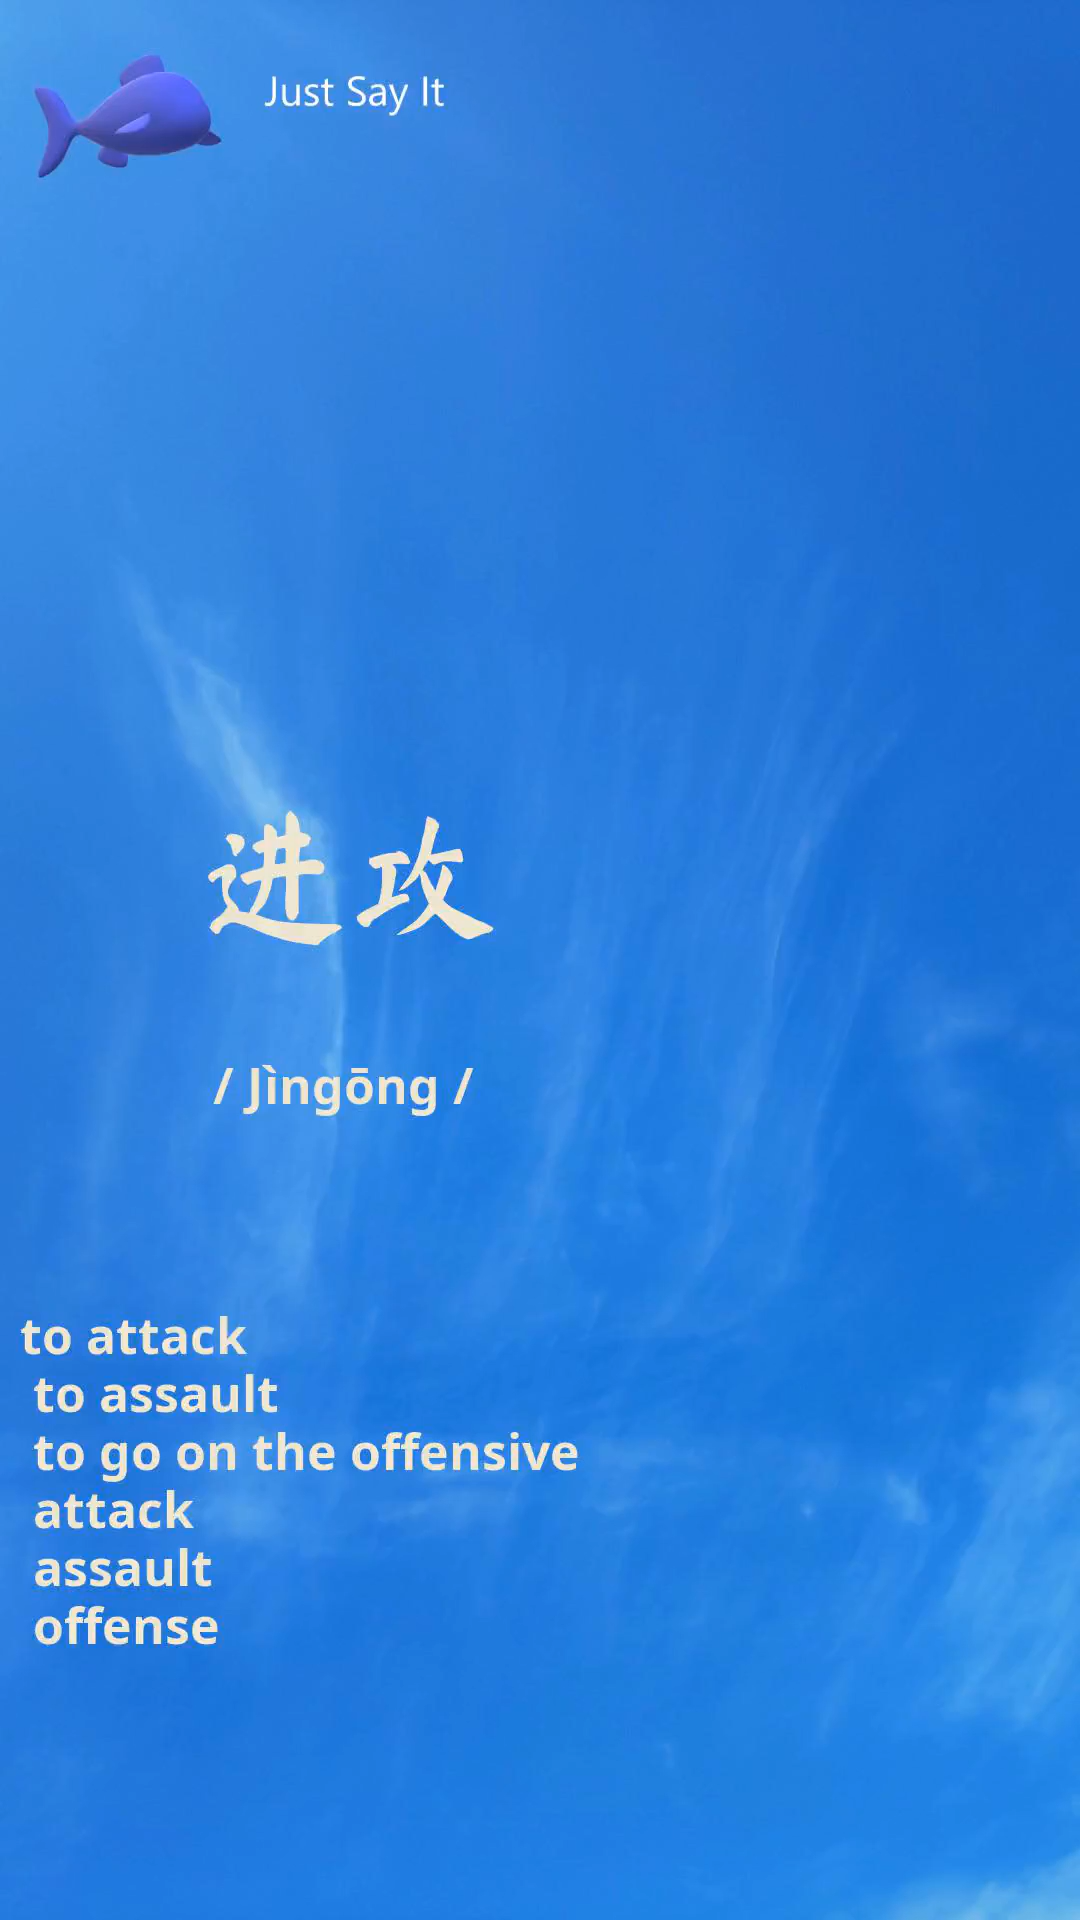 Just Say It
进攻
/ Jìngōng /
to attack
to assault
to go on the offensive
attack
assault
offense